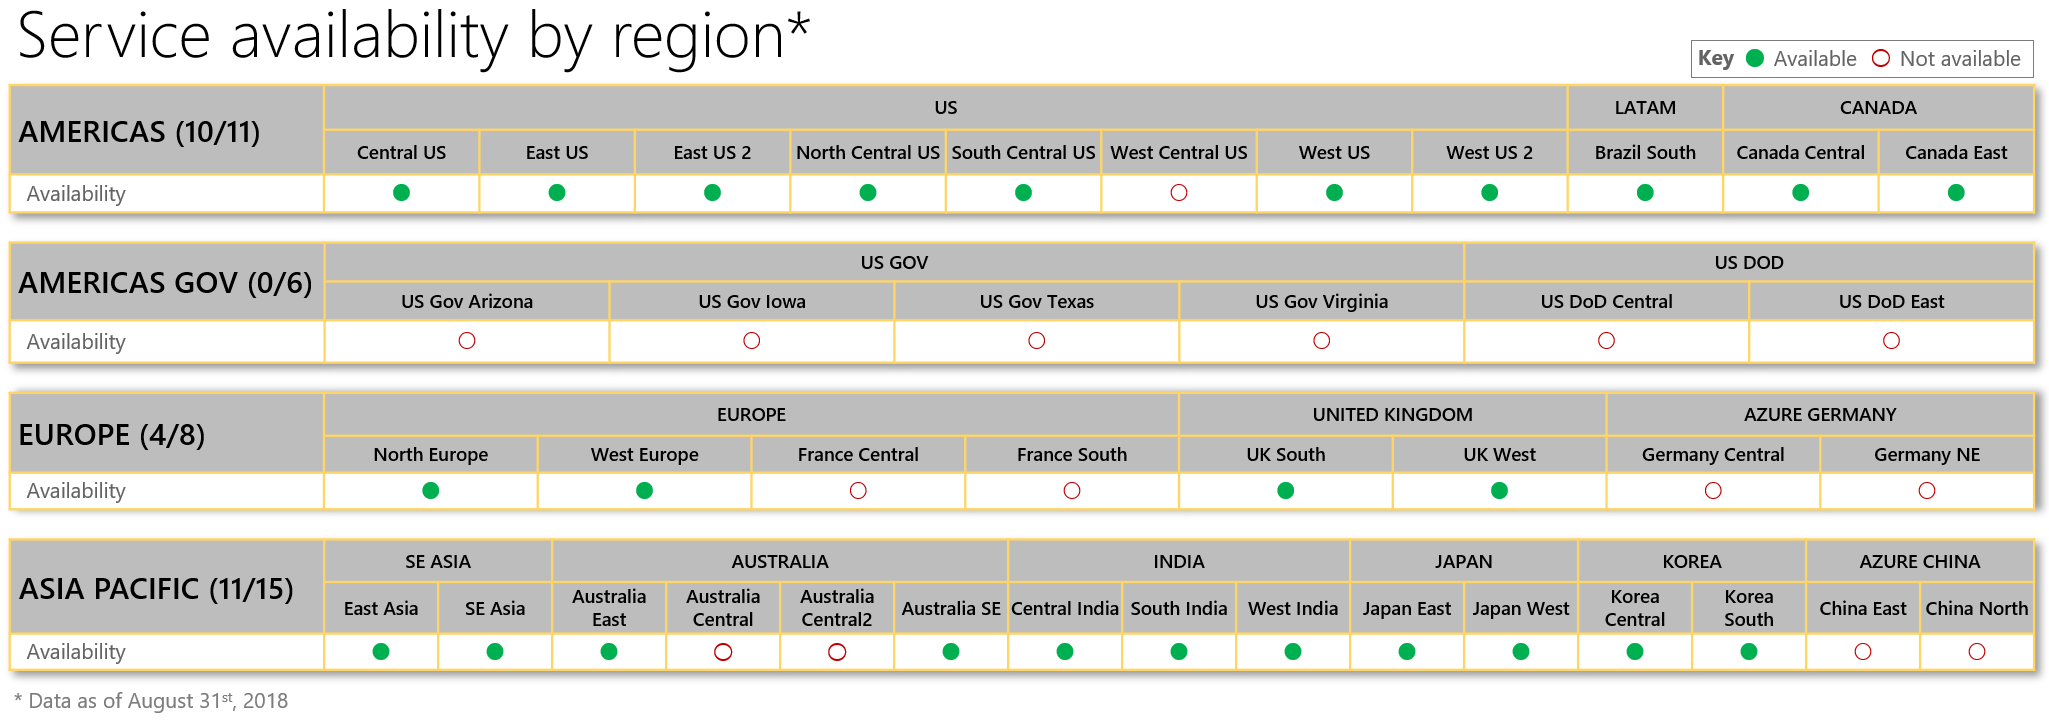 Service availability by region*
Key Available Not available
AMERICAS (10/11)
US LATAM CANADA
Central US East US East US 2 North Central US South Central US West Central US West US West US 2 Brazil South Canada Central Canada East
Availability
AMERICAS GOV (0/6)
US GOV US DOD
US Gov Arizona US Gov Iowa US Gov Texas US Gov Virginia US DoD Central US DoD East
Availability
EUROPE (4/8)
EUROPE UNITED KINGDOM AZURE GERMANY
North Europe West Europe France Central France South UK South UK West Germany Central Germany NE
Availability
ASIA PACIFIC (11/15)
SE ASIA AUSTRALIA INDIA JAPAN KOREA AZURE CHINA
East Asia SE Asia Australia East Australia Central Australia Central2 Australia SE Central India South India West India Japan East Japan West Korea Central Korea South China East China North
Availability
* Data as of August 31st, 2018